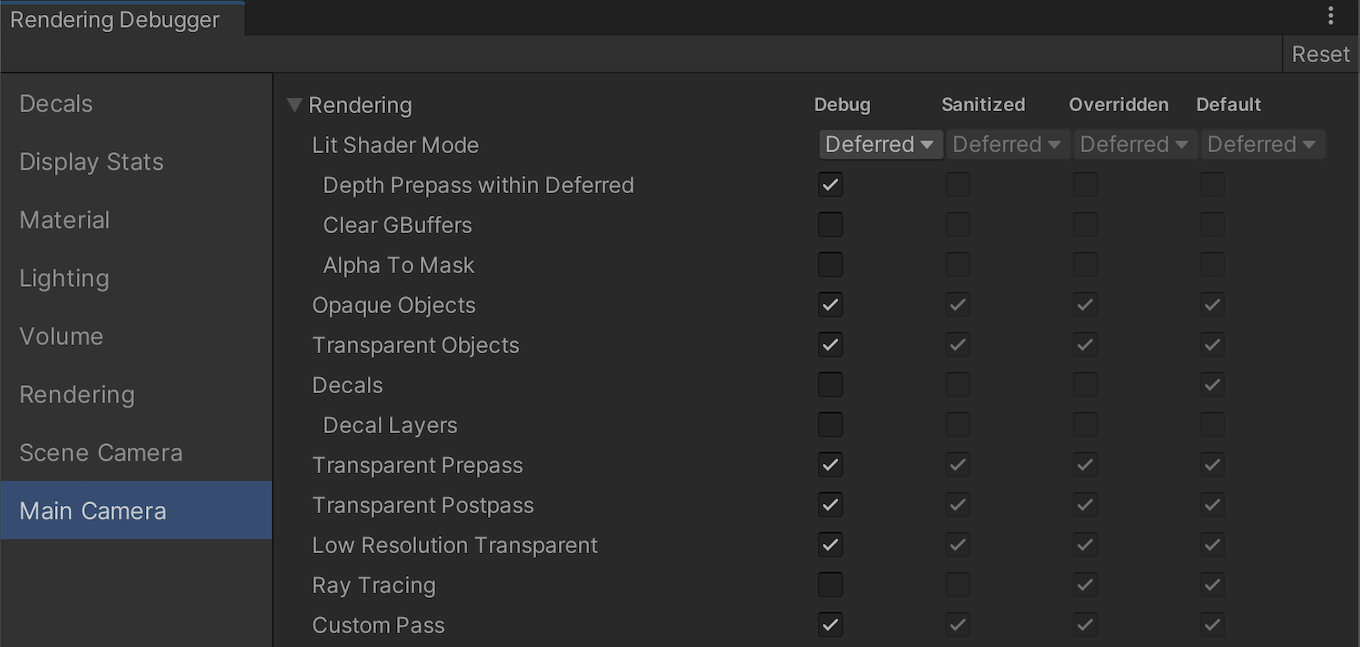 Rendering Debugger
Reset
Decals
Display Stats
Material
Lighting
Volume
Rendering
Scene Camera
Main Camera
Rendering Debug Sanitized Overridden Default
Lit Shader Mode Deferred Deferred Deferred Deferred
Depth Prepass within Deferred
Clear GBuffers
Alpha To Mask
Opaque Objects
Transparent Objects
Decals
Decal Layers
Transparent Prepass
Transparent Postpass
Low Resolution Transparent
Ray Tracing
Custom Pass